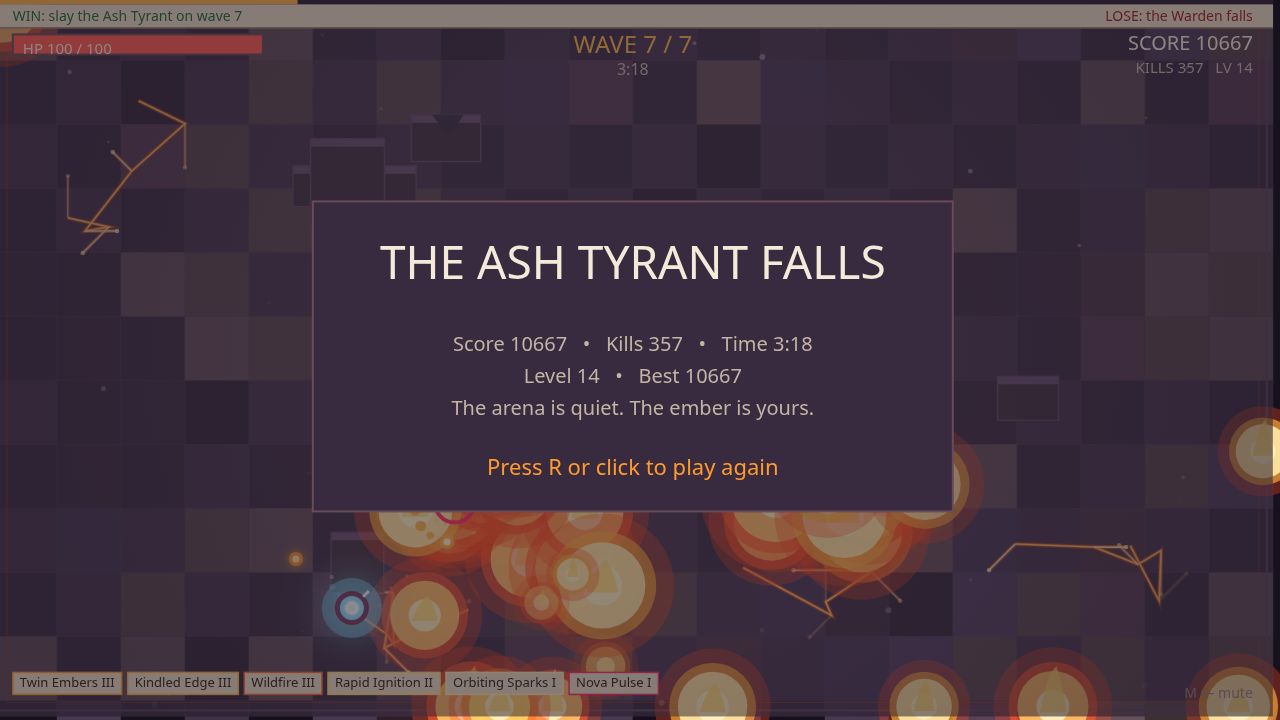 WIN: slay the Ash Tyrant on wave 7
LOSE: the Warden falls
HP 100 / 100
WAVE 7 / 7
3:18
SCORE 10667
KILLS 357 LV 14
THE ASH TYRANT FALLS
Score 10667 • Kills 357 • Time 3:18
Level 14 • Best 10667
The arena is quiet. The ember is yours.
Press R or click to play again
Twin Embers III
Kindled Edge III
Wildfire III
Rapid Ignition II
Orbiting Sparks I
Nova Pulse I